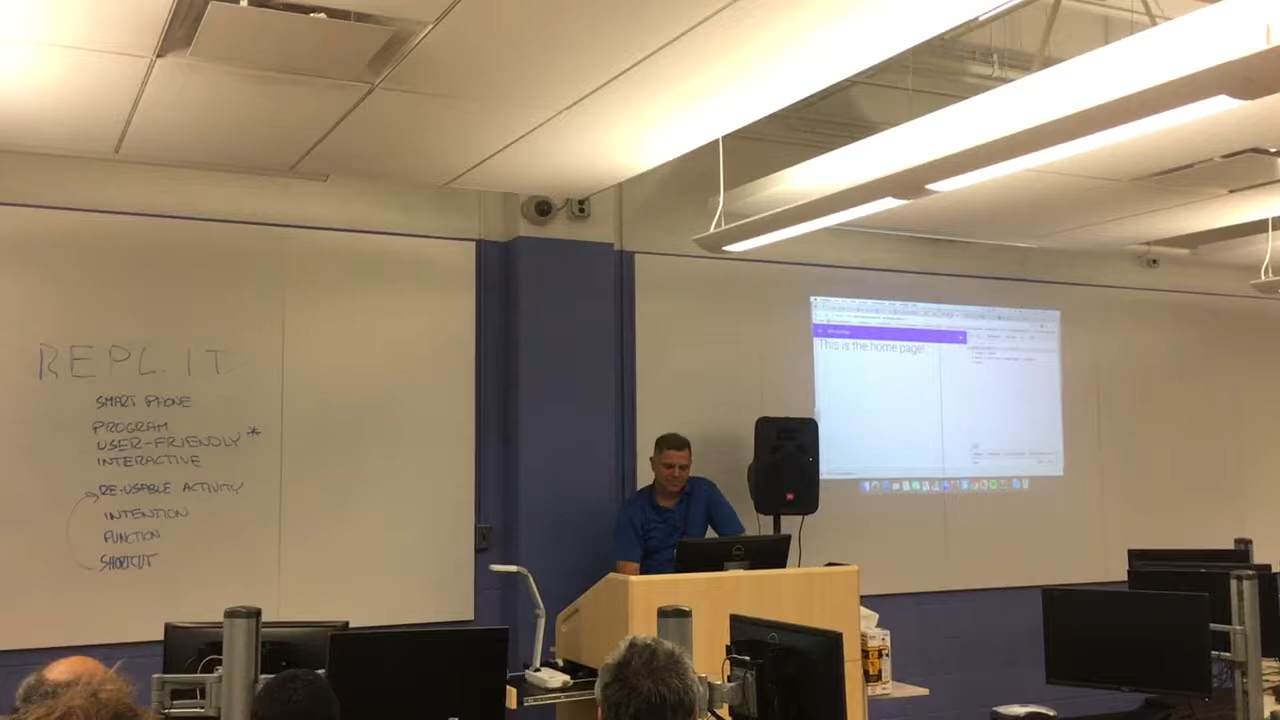 REPL.IT
SMART PHONE
PROGRAM
USER-FRIENDLY *
INTERACTIVE
RE-USABLE ACTIVITY
INTENTION
FUNCTION
SHORTCUT
This is the home page!